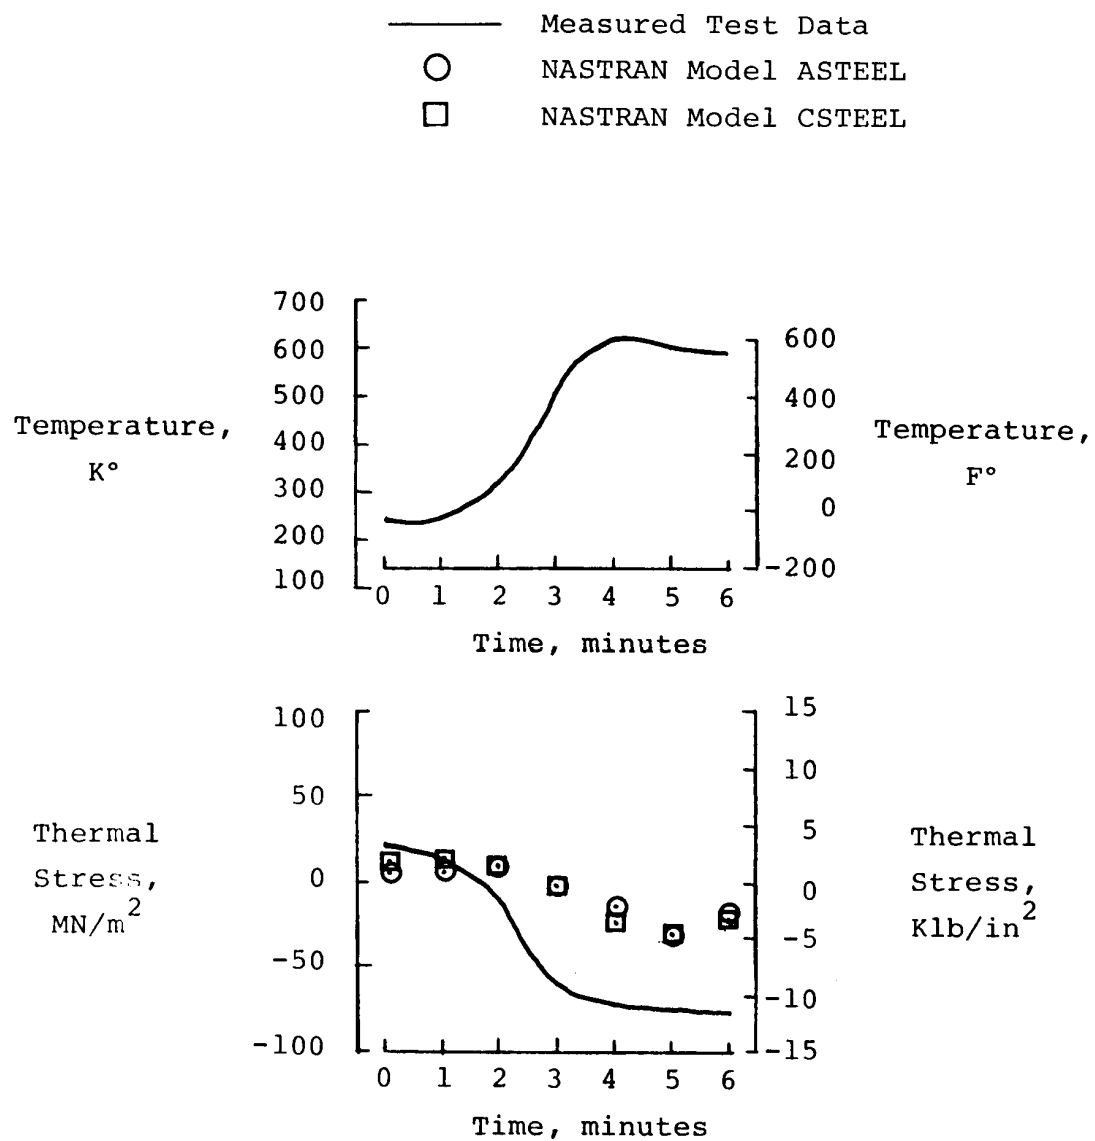 Measured Test Data
NASTRAN Model ASTEEL
NASTRAN Model CSTEEL
700
600
500
400
300
200
100
Temperature,
K°
600
400
200
0
-200
Temperature,
F°
0 1 2 3 4 5 6
Time, minutes
100
50
0
-50
-100
Thermal
Stress,
MN/m²
15
10
5
0
-5
-10
-15
Thermal
Stress,
Klb/in²
0 1 2 3 4 5 6
Time, minutes